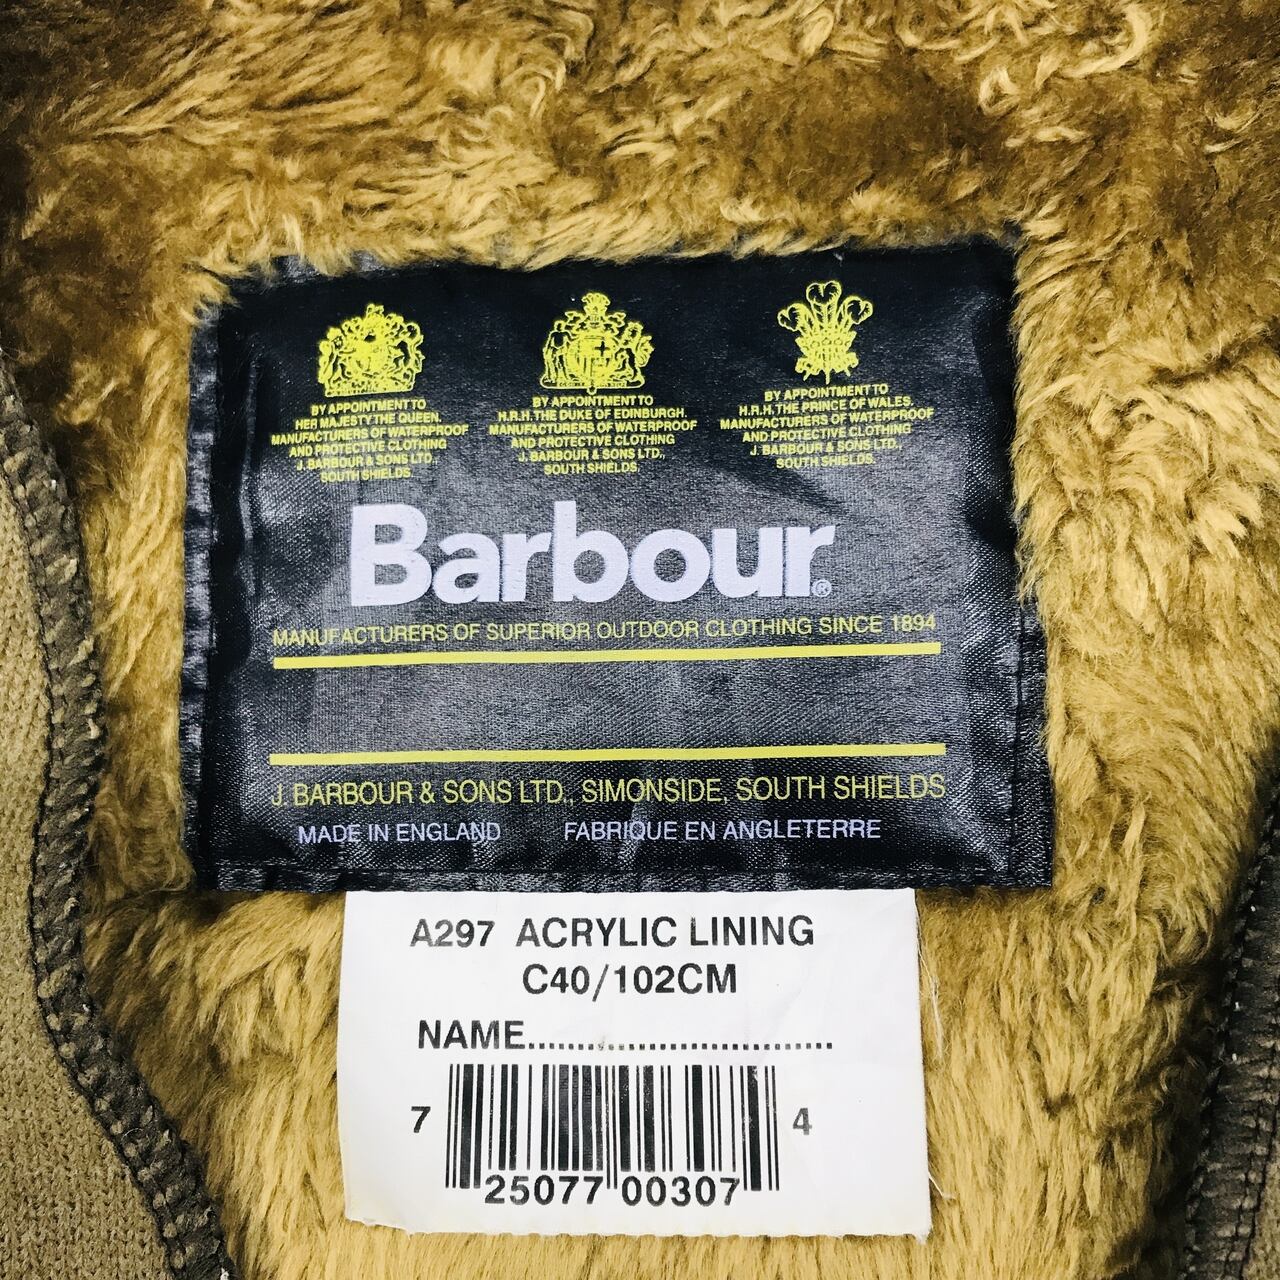 BY APPOINTMENT TO
HER MAJESTY THE QUEEN.
MANUFACTURERS OF WATERPROOF
AND PROTECTIVE CLOTHING
J. BARBOUR & SONS LTD.,
SOUTH SHIELDS.
BY APPOINTMENT TO
H.R.H. THE DUKE OF EDINBURGH.
MANUFACTURERS OF WATERPROOF
AND PROTECTIVE CLOTHING
J. BARBOUR & SONS LTD.,
SOUTH SHIELDS.
BY APPOINTMENT TO
H.R.H. THE PRINCE OF WALES.
MANUFACTURERS OF WATERPROOF
AND PROTECTIVE CLOTHING
J. BARBOUR & SONS LTD.,
SOUTH SHIELDS.
Barbour®
MANUFACTURERS OF SUPERIOR OUTDOOR CLOTHING SINCE 1894
J. BARBOUR & SONS LTD., SIMONSIDE, SOUTH SHIELDS
MADE IN ENGLAND FABRIQUE EN ANGLETERRE
A297 ACRYLIC LINING
C40/102CM
NAME..............................
7 25077 00307 4